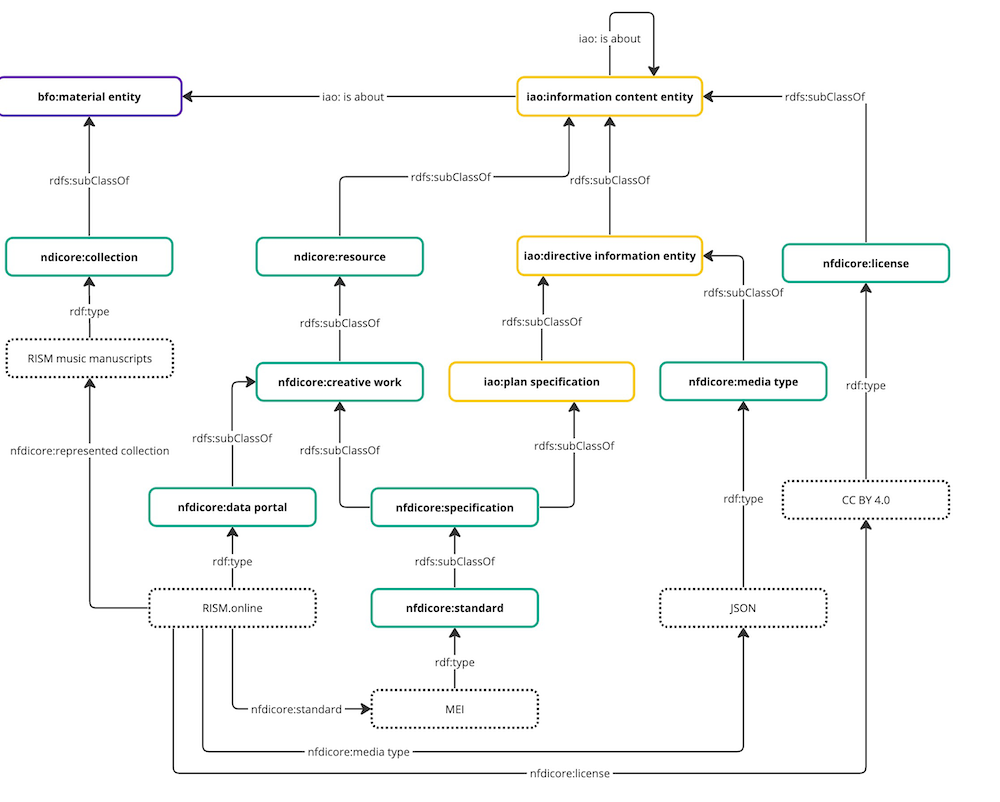 iao: is about
bfo:material entity
iao: is about
iao:information content entity
rdfs:subClassOf
rdfs:subClassOf
rdfs:subClassOf
rdfs:subClassOf
ndicore:collection
ndicore:resource
iao:directive information entity
nfdicore:license
rdfs:subClassOf
rdf:type
rdfs:subClassOf
rdfs:subClassOf
RISM music manuscripts
nfdicore:creative work
iao:plan specification
nfdicore:media type
rdf:type
rdfs:subClassOf
rdfs:subClassOf
rdfs:subClassOf
nfdicore:represented collection
rdf:type
CC BY 4.0
nfdicore:data portal
nfdicore:specification
rdf:type
rdfs:subClassOf
RISM.online
nfdicore:standard
JSON
rdf:type
nfdicore:standard
MEI
nfdicore:media type
nfdicore:license